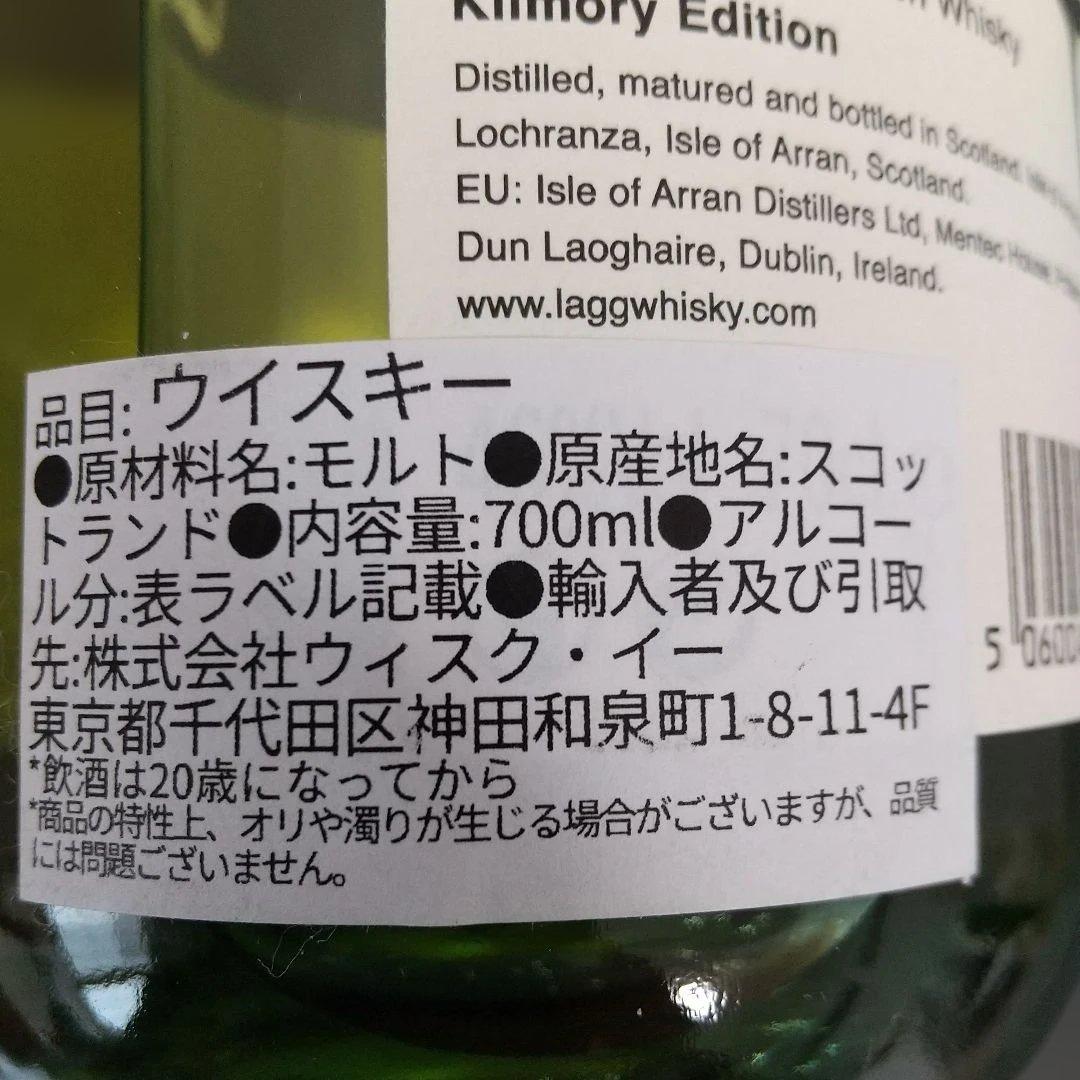 Whisky
Kilmory Edition
Distilled, matured and bottled in Scotland.
Lochranza, Isle of Arran, Scotland.
EU: Isle of Arran Distillers Ltd, Mentec House,
Dun Laoghaire, Dublin, Ireland.
www.laggwhisky.com
品目: ウイスキー
●原材料名:モルト●原産地名:スコッ
トランド●内容量:700ml●アルコー
ル分:表ラベル記載●輸入者及び引取
先:株式会社ウィスク・イー
東京都千代田区神田和泉町1-8-11-4F
*飲酒は20歳になってから
*商品の特性上、オリや濁りが生じる場合がございますが、品質
には問題ございません。
5 0600